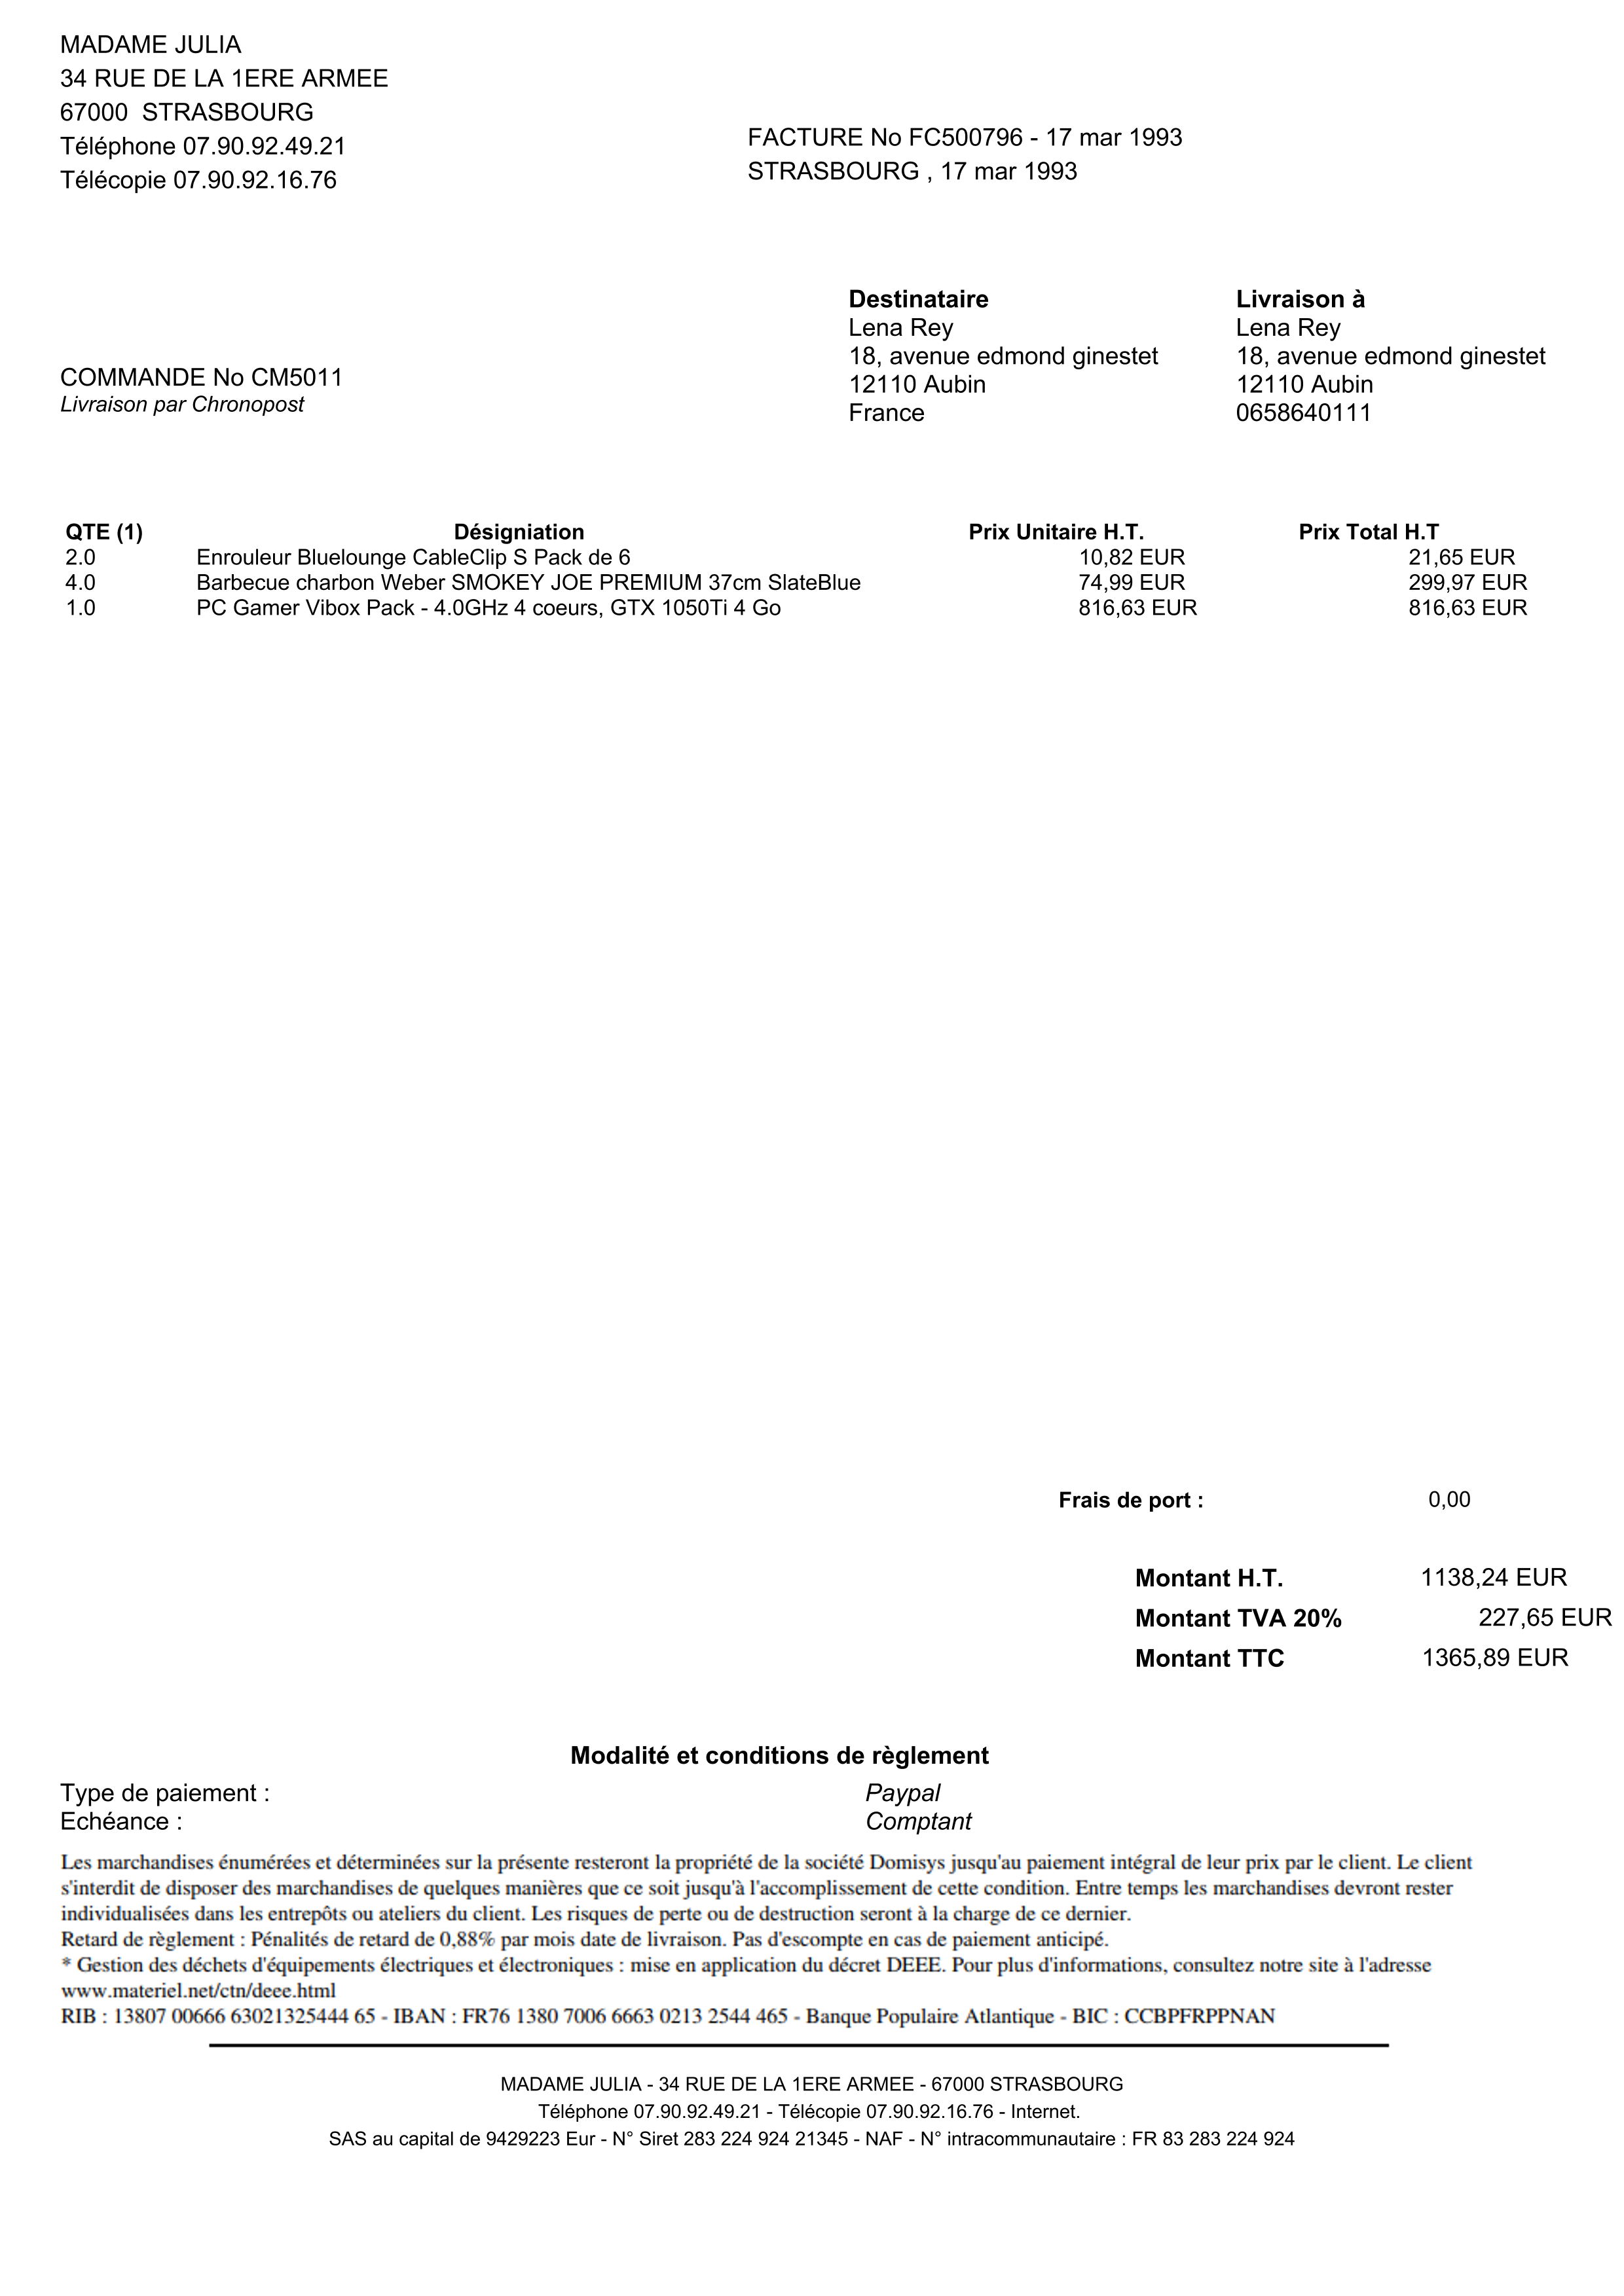 MADAME JULIA
34 RUE DE LA 1ERE ARMEE
67000  STRASBOURG
Téléphone 07.90.92.49.21
Télécopie 07.90.92.16.76
FACTURE No FC500796 - 17 mar 1993
STRASBOURG , 17 mar 1993
COMMANDE No CM5011
Livraison par Chronopost
Destinataire
Lena Rey
18, avenue edmond ginestet
12110 Aubin
France
Livraison à
Lena Rey
18, avenue edmond ginestet
12110 Aubin
0658640111
QTE (1) Désigniation Prix Unitaire H.T. Prix Total H.T
2.0 Enrouleur Bluelounge CableClip S Pack de 6 10,82 EUR 21,65 EUR
4.0 Barbecue charbon Weber SMOKEY JOE PREMIUM 37cm SlateBlue 74,99 EUR 299,97 EUR
1.0 PC Gamer Vibox Pack - 4.0GHz 4 coeurs, GTX 1050Ti 4 Go 816,63 EUR 816,63 EUR
Frais de port : 0,00
Montant H.T. 1138,24 EUR
Montant TVA 20% 227,65 EUR
Montant TTC 1365,89 EUR
Modalité et conditions de règlement
Type de paiement : Paypal
Echéance : Comptant
Les marchandises énumérées et déterminées sur la présente resteront la propriété de la société Domisys jusqu'au paiement intégral de leur prix par le client. Le client
s'interdit de disposer des marchandises de quelques manières que ce soit jusqu'à l'accomplissement de cette condition. Entre temps les marchandises devront rester
individualisées dans les entrepôts ou ateliers du client. Les risques de perte ou de destruction seront à la charge de ce dernier.
Retard de règlement : Pénalités de retard de 0,88% par mois date de livraison. Pas d'escompte en cas de paiement anticipé.
* Gestion des déchets d'équipements électriques et électroniques : mise en application du décret DEEE. Pour plus d'informations, consultez notre site à l'adresse
www.materiel.net/ctn/deee.html
RIB : 13807 00666 63021325444 65 - IBAN : FR76 1380 7006 6663 0213 2544 465 - Banque Populaire Atlantique - BIC : CCBPFRPPNAN
MADAME JULIA - 34 RUE DE LA 1ERE ARMEE - 67000 STRASBOURG
Téléphone 07.90.92.49.21 - Télécopie 07.90.92.16.76 - Internet.
SAS au capital de 9429223 Eur - N° Siret 283 224 924 21345 - NAF - N° intracommunautaire : FR 83 283 224 924